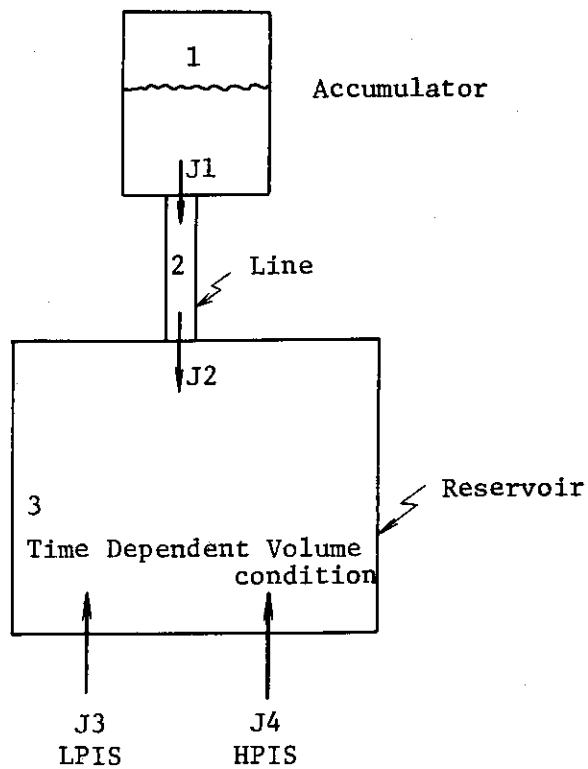 1
Accumulator
J1
2
Line
J2
Reservoir
3
Time Dependent Volume
condition
J3
J4
LPIS
HPIS